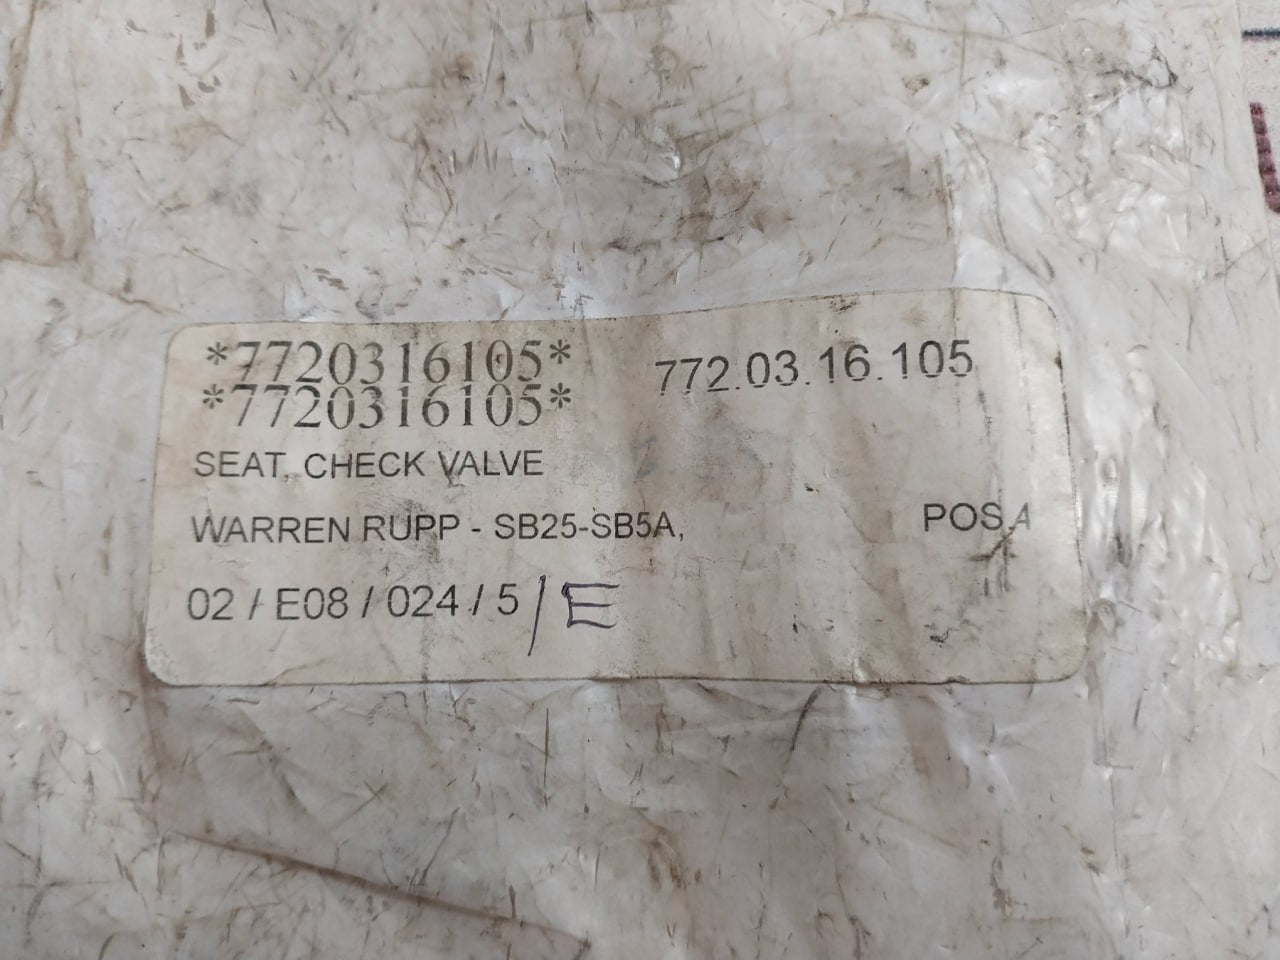 *7720316105* 772.03.16.105
*7720316105*
SEAT, CHECK VALVE
WARREN RUPP - SB25-SB5A, POS A
02 / E08 / 024 / 5 / E